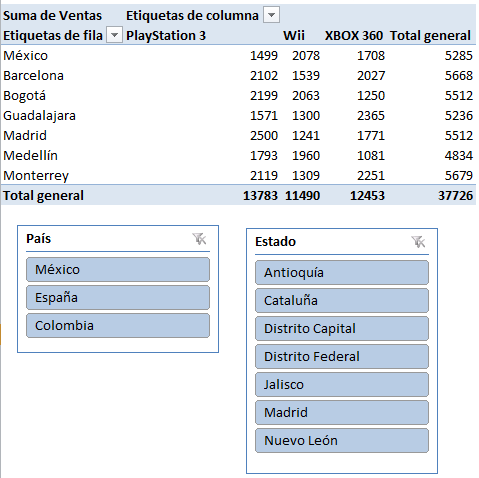 Suma de Ventas Etiquetas de columna
Etiquetas de fila PlayStation 3 Wii XBOX 360 Total general
México 1499 2078 1708 5285
Barcelona 2102 1539 2027 5668
Bogotá 2199 2063 1250 5512
Guadalajara 1571 1300 2365 5236
Madrid 2500 1241 1771 5512
Medellín 1793 1960 1081 4834
Monterrey 2119 1309 2251 5679
Total general 13783 11490 12453 37726
País
México
España
Colombia
Estado
Antioquía
Cataluña
Distrito Capital
Distrito Federal
Jalisco
Madrid
Nuevo León